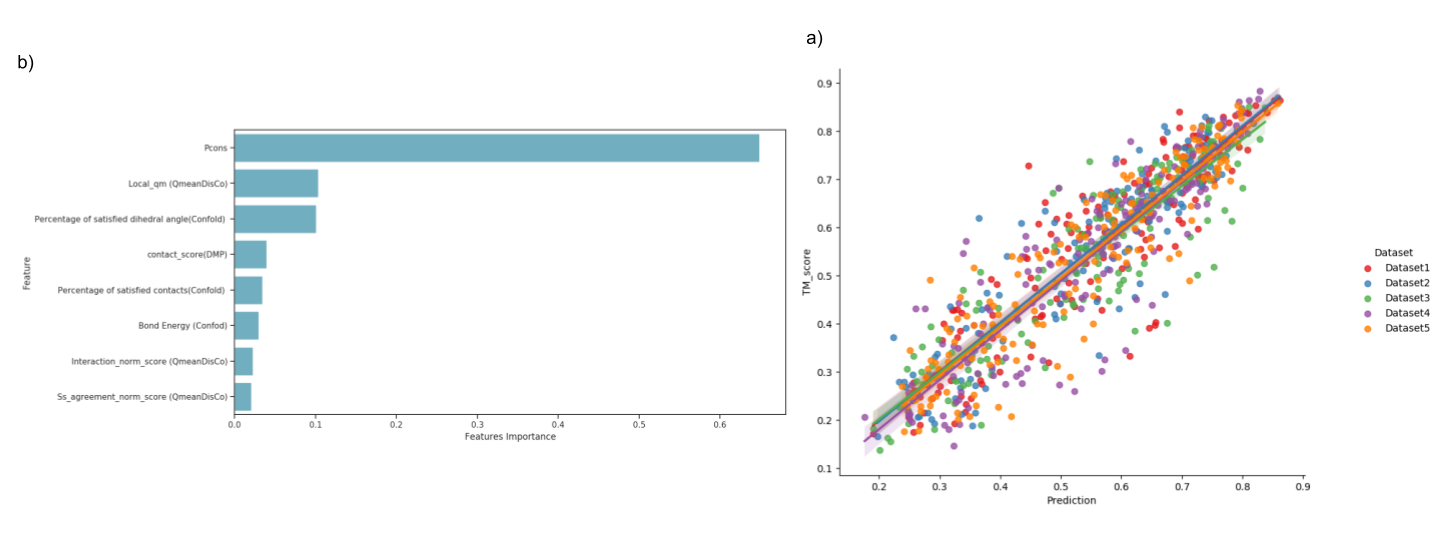 b)
Feature
Pcons
Local_qm (QmeanDisCo)
Percentage of satisfied dihedral angle(Confold)
contact_score(DMP)
Percentage of satisfied contacts(Confold)
Bond Energy (Confod)
Interaction_norm_score (QmeanDisCo)
Ss_agreement_norm_score (QmeanDisCo)
0.0 0.1 0.2 0.3 0.4 0.5 0.6
Features Importance
a)
TM_score
0.9
0.8
0.7
0.6
0.5
0.4
0.3
0.2
0.1
0.2 0.3 0.4 0.5 0.6 0.7 0.8 0.9
Prediction
Dataset
Dataset1
Dataset2
Dataset3
Dataset4
Dataset5